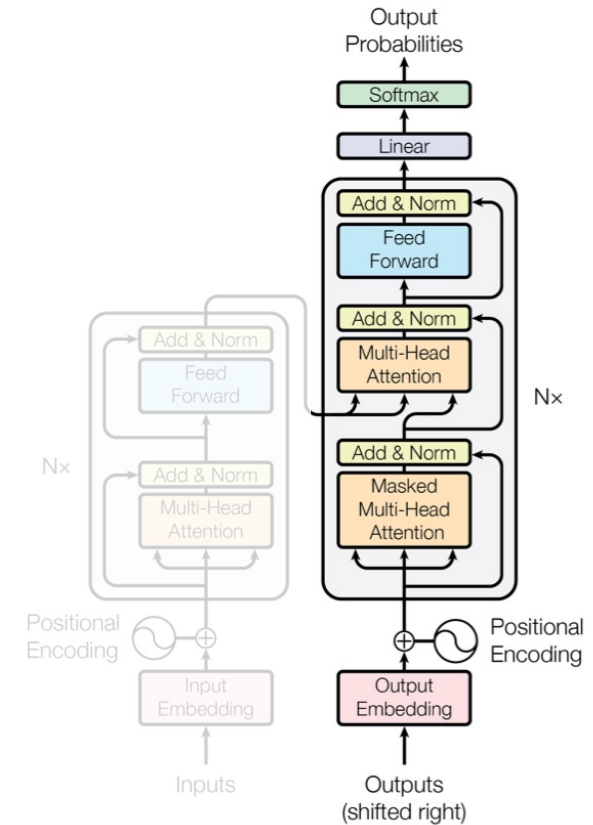 Output
Probabilities
Softmax
Linear
Add & Norm
Feed
Forward
Add & Norm
Multi-Head
Attention
Add & Norm
Masked
Multi-Head
Attention
N×
Positional
Encoding
Output
Embedding
Outputs
(shifted right)
Add & Norm
Feed
Forward
Add & Norm
Multi-Head
Attention
N×
Positional
Encoding
Input
Embedding
Inputs